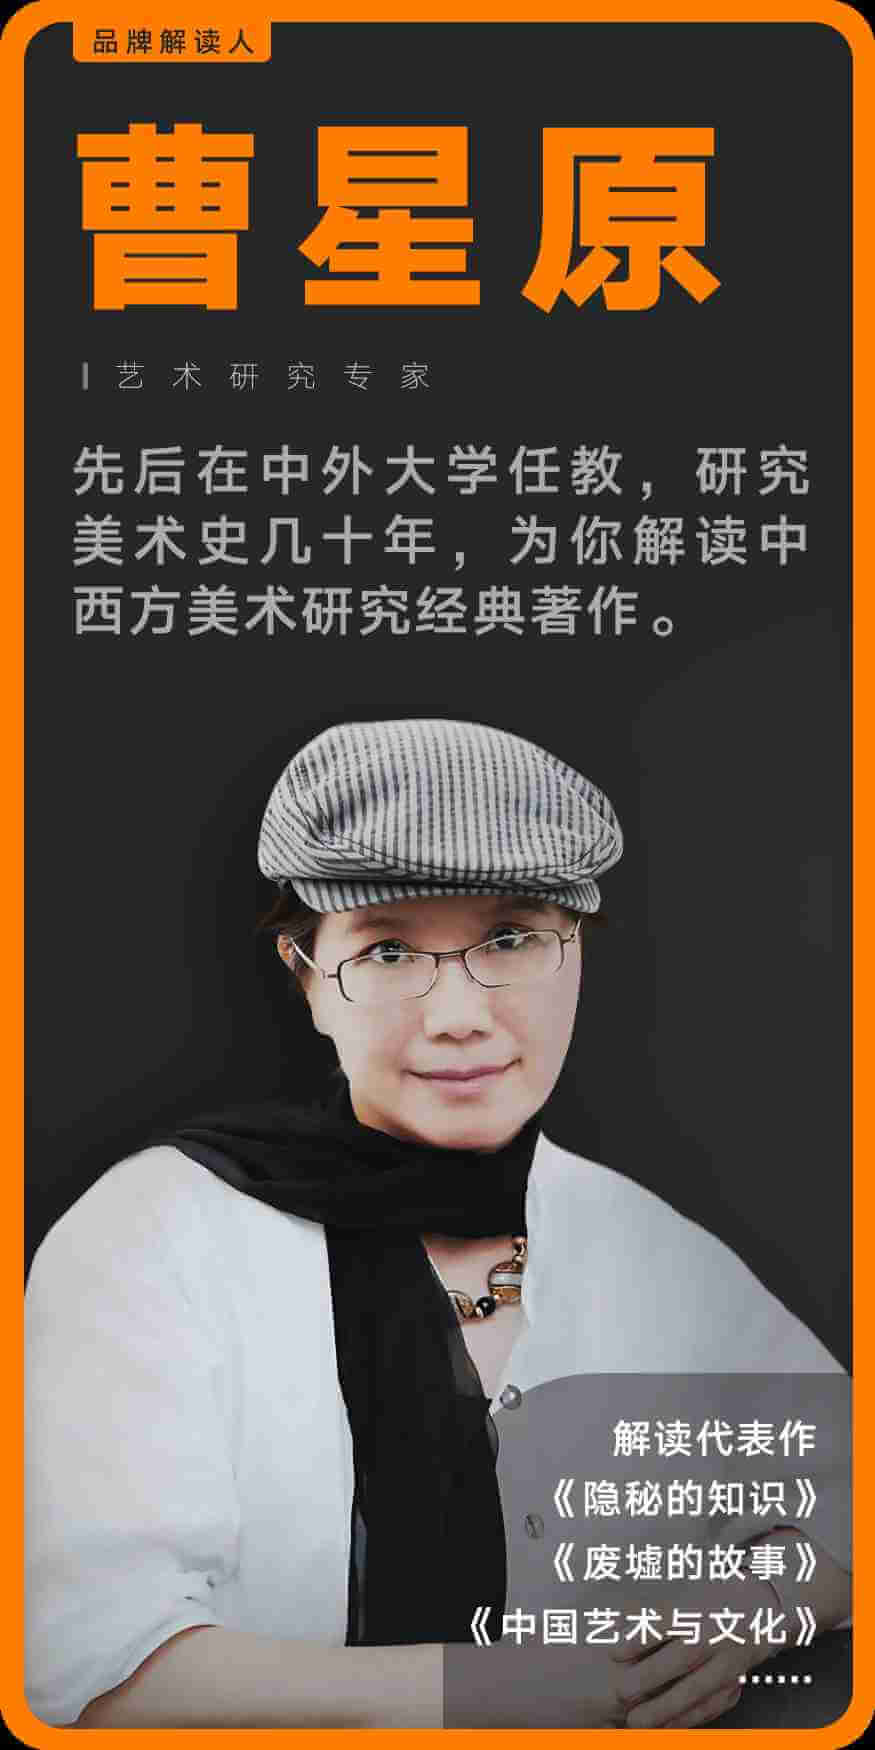 品牌解读人
曹星原
艺术研究专家
先后在中外大学任教，研究
美术史几十年，为你解读中
西方美术研究经典著作。
解读代表作
《隐秘的知识》
《废墟的故事》
《中国艺术与文化》
……